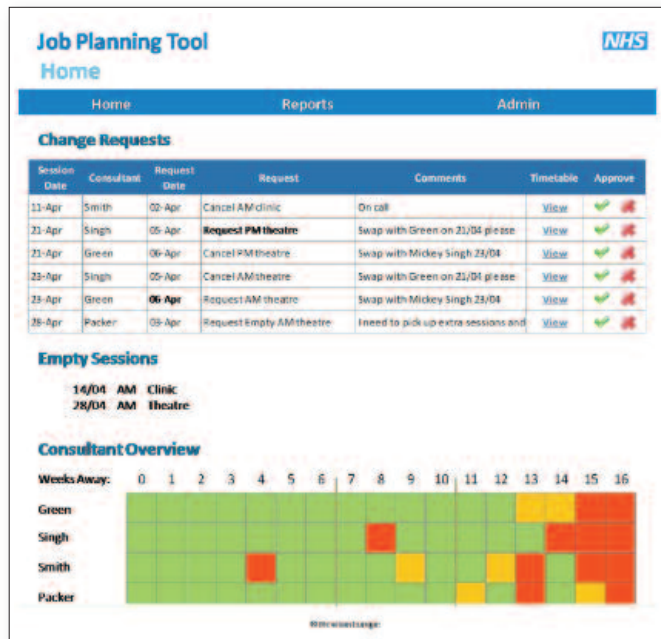 Job Planning Tool
NHS
Home
Home Reports Admin
Change Requests
Session Date Consultant Request Date Request Comments Timetable Approve
11-Apr Smith 02-Apr Cancel AM clinic On call View
21-Apr Singh 05-Apr Request PM theatre Swap with Green on 21/04 please View
21-Apr Green 06-Apr Cancel PM theatre Swap with Mickey Singh 23/04 View
23-Apr Singh 05-Apr Cancel AM theatre Swap with Green on 21/04 please View
23-Apr Green 06-Apr Request AM theatre Swap with Mickey Singh 23/04 View
28-Apr Packer 03-Apr Request Empty AM theatre I need to pick up extra sessions and View
Empty Sessions
14/04 AM Clinic
28/04 AM Theatre
Consultant Overview
Weeks Away: 0 1 2 3 4 5 6 7 8 9 10 11 12 13 14 15 16
Green
Singh
Smith
Packer